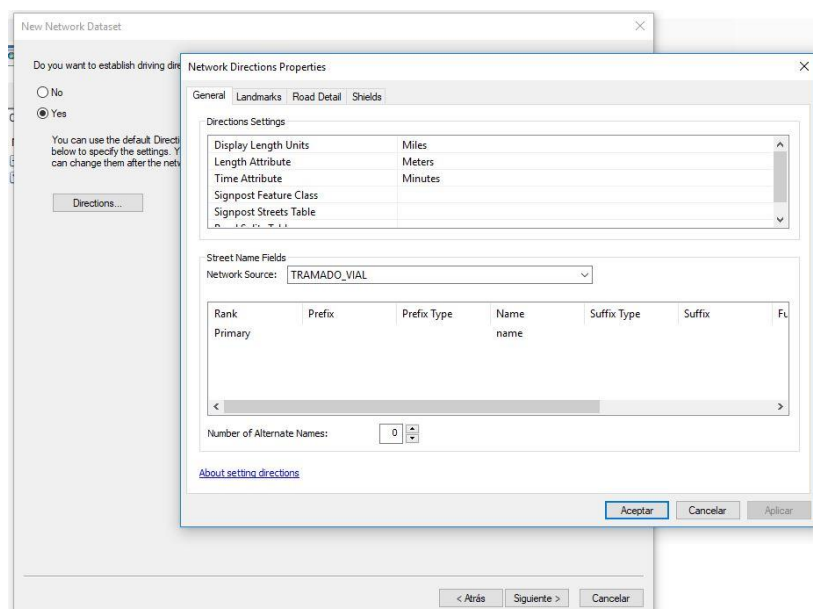 New Network Dataset
Do you want to establish driving dire
No
Yes
You can use the default Directi
below to specify the settings. Y
can change them after the netv
Directions...
Network Directions Properties
General Landmarks Road Detail Shields
Directions Settings
Display Length Units Miles
Length Attribute Meters
Time Attribute Minutes
Signpost Feature Class
Signpost Streets Table
Street Name Fields
Network Source: TRAMADO_VIAL
Rank Prefix Prefix Type Name Suffix Type Suffix Fu
Primary name
Number of Alternate Names: 0
About setting directions
Aceptar Cancelar Aplicar
< Atrás Siguiente > Cancelar